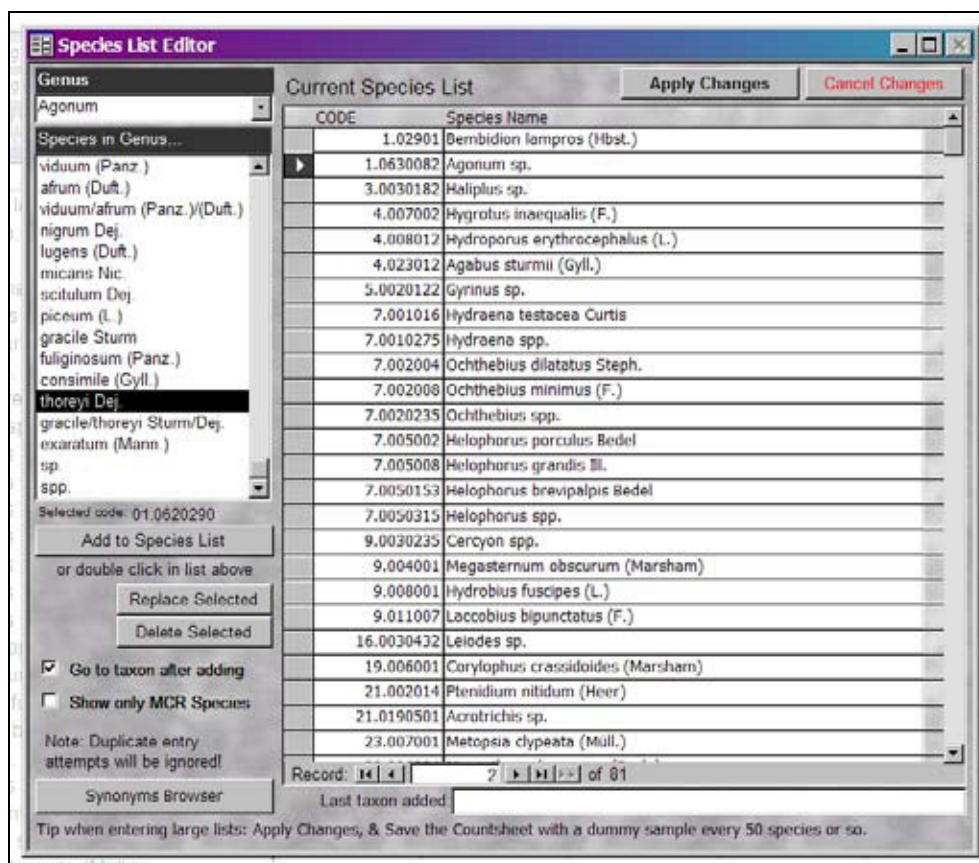 Species List Editor
Genus
Agonum
Species in Genus...
viduum (Panz.)
afrum (Duft.)
viduum/afrum (Panz.)/(Duft.)
nigrum Dej.
lugens (Duft.)
micans Nic.
scitulum Dej.
piceum (L.)
gracile Sturm
fuliginosum (Panz.)
consimile (Gyll.)
thoreyi Dej.
gracile/thoreyi Sturm/Dej.
exaratum (Mann.)
sp.
spp.
Selected code: 01.0620290
Add to Species List
or double click in list above
Replace Selected
Delete Selected
Go to taxon after adding
Show only MCR Species
Note: Duplicate entry
attempts will be ignored!
Synonyms Browser
Current Species List
Apply Changes
Cancel Changes
CODE Species Name
1.02901 Bembidion lampros (Hbst.)
1.0630082 Agonum sp.
3.0030182 Haliplus sp.
4.007002 Hygrotus inaequalis (F.)
4.008012 Hydroporus erythrocephalus (L.)
4.023012 Agabus sturmii (Gyll.)
5.0020122 Gyrinus sp.
7.001016 Hydraena testacea Curtis
7.0010275 Hydraena spp.
7.002004 Ochthebius dilatatus Steph.
7.002008 Ochthebius minimus (F.)
7.0020235 Ochthebius spp.
7.005002 Helophorus porculus Bedel
7.005008 Helophorus grandis Ill.
7.0050153 Helophorus brevipalpis Bedel
7.0050315 Helophorus spp.
9.0030235 Cercyon spp.
9.004001 Megasternum obscurum (Marsham)
9.008001 Hydrobius fuscipes (L.)
9.011007 Laccobius bipunctatus (F.)
16.0030432 Leiodes sp.
19.006001 Corylophus crassidoides (Marsham)
21.002014 Ptenidium nitidum (Heer)
21.0190501 Acrotrichis sp.
23.007001 Metopsia clypeata (Müll.)
Record: 2 of 81
Last taxon added
Tip when entering large lists: Apply Changes, & Save the Countsheet with a dummy sample every 50 species or so.